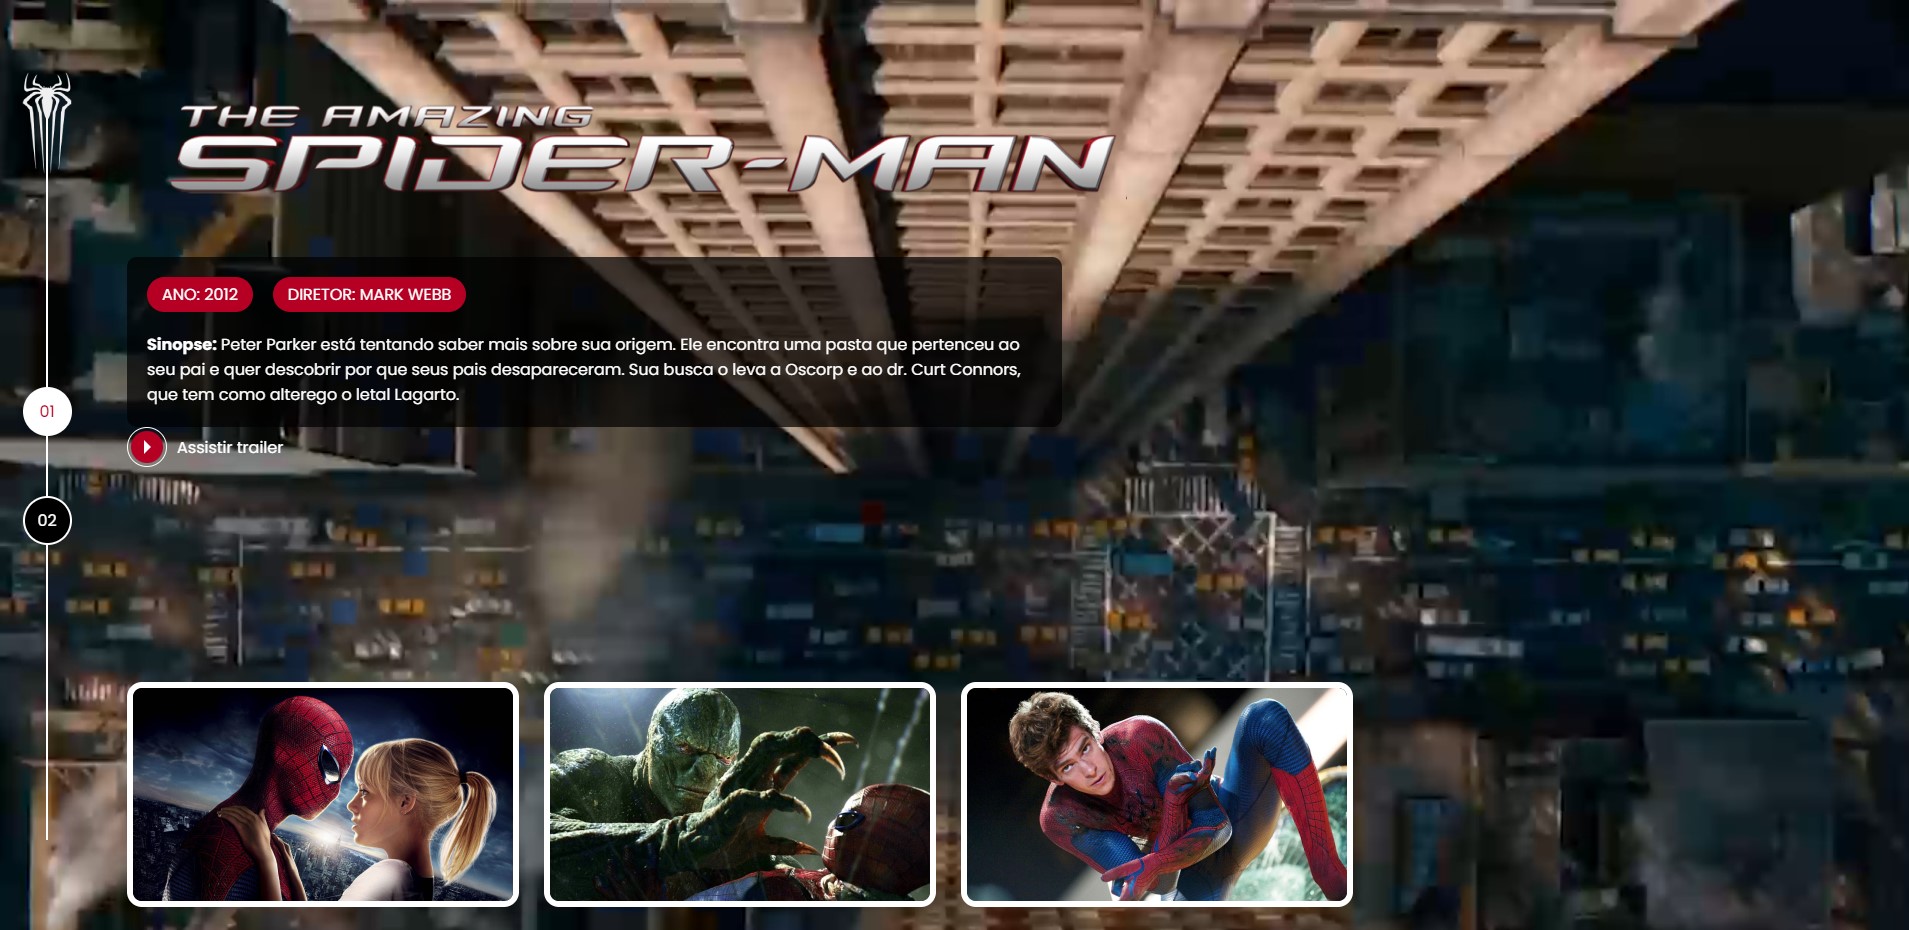 THE AMAZING
SPIDER-MAN
ANO: 2012
DIRETOR: MARK WEBB
Sinopse: Peter Parker está tentando saber mais sobre sua origem. Ele encontra uma pasta que pertenceu ao
seu pai e quer descobrir por que seus pais desapareceram. Sua busca o leva a Oscorp e ao dr. Curt Connors,
que tem como alterego o letal Lagarto.
01
Assistir trailer
02